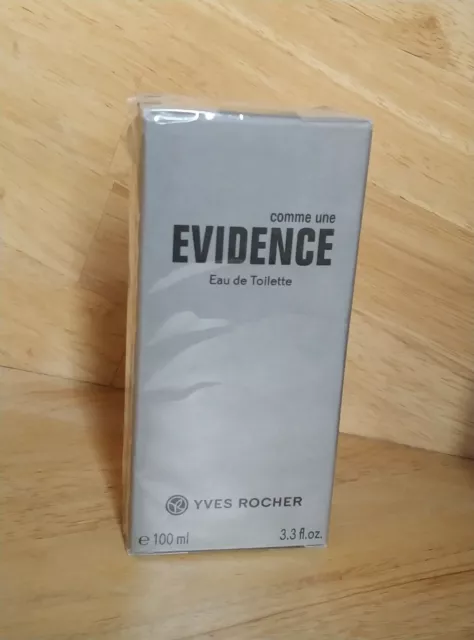 comme une
EVIDENCE
Eau de Toilette
YVES ROCHER
e 100 ml 3.3 fl.oz.